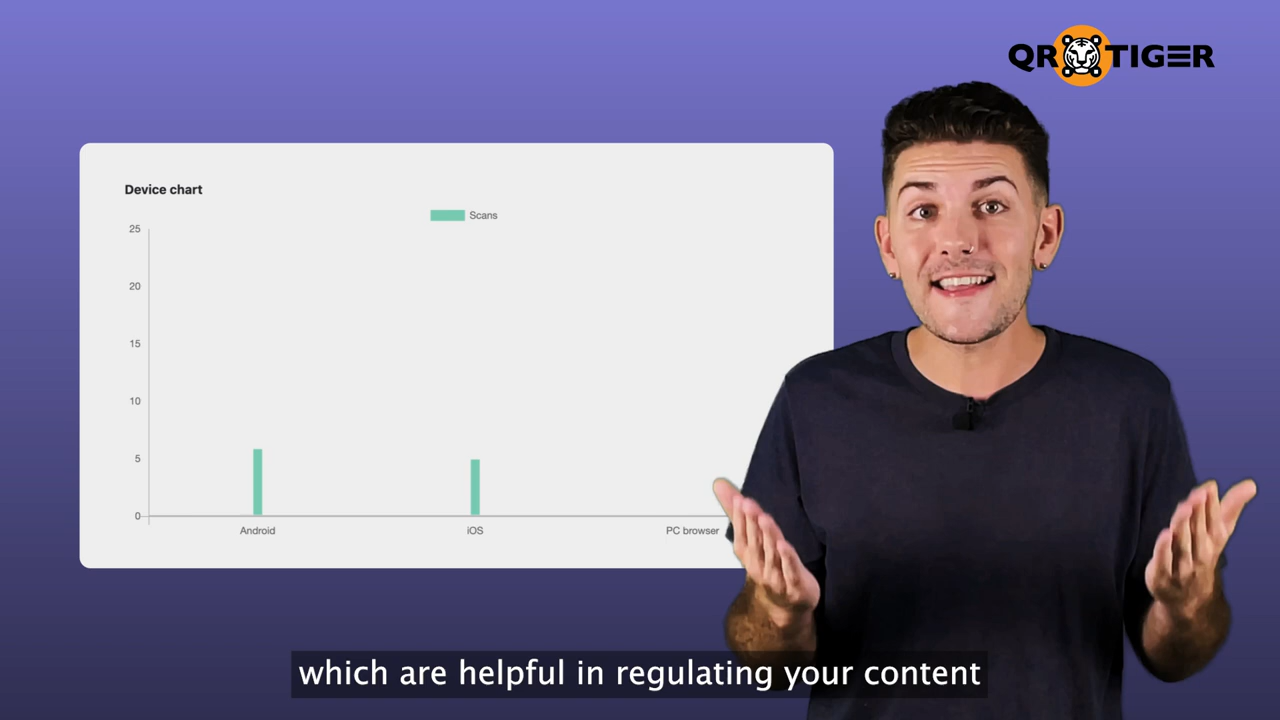 QR TIGER
Device chart
Scans
25
20
15
10
5
0
Android
iOS
PC browser
which are helpful in regulating your content